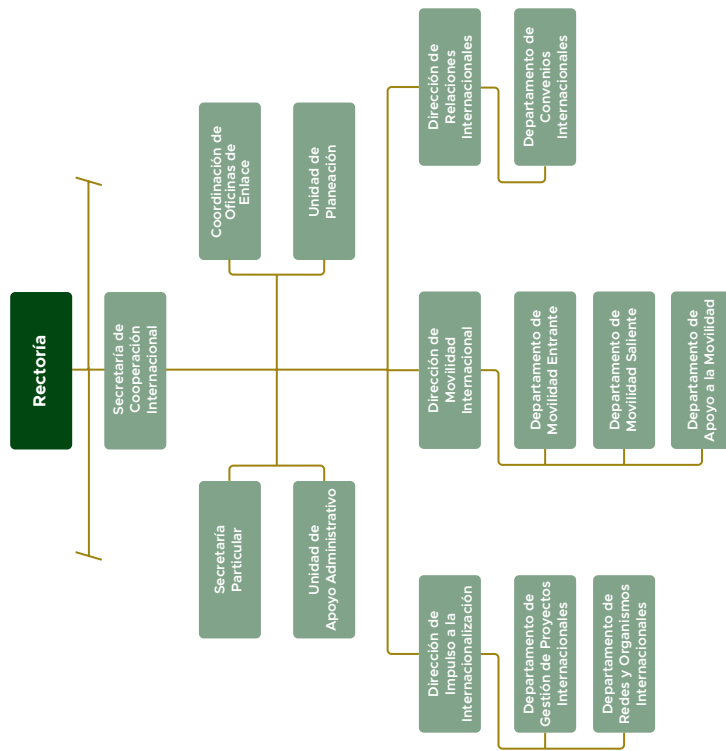 Rectoría
Secretaría de
Cooperación
Internacional
Secretaría
Particular
Coordinación de
Oficinas de
Enlace
Unidad de
Apoyo Administrativo
Unidad de
Planeación
Dirección de
Impulso a la
Internacionalización
Dirección de
Movilidad
Internacional
Dirección de
Relaciones
Internacionales
Departamento de
Gestión de Proyectos
Internacionales
Departamento de
Movilidad Entrante
Departamento de
Convenios
Internacionales
Departamento de
Redes y Organismos
Internacionales
Departamento de
Movilidad Saliente
Departamento de
Apoyo a la Movilidad